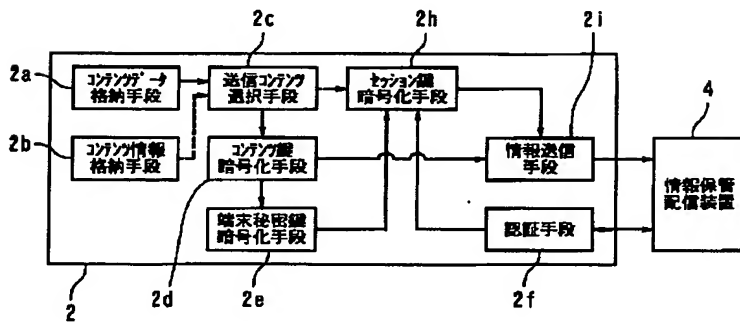 2c
2h
2i
2a
コンテンツデータ
格納手段
送信コンテンツ
選択手段
セッション鍵
暗号化手段
4
2b
コンテンツ情報
格納手段
コンテンツ鍵
暗号化手段
情報送信
手段
情報保管
配信装置
端末秘密鍵
暗号化手段
認証手段
2
2d
2e
2f